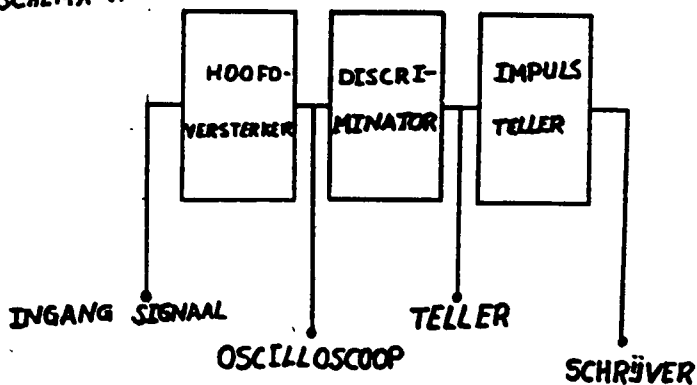 SCHEMA
HOOFD-
VERSTERKER
DISCRI-
MINATOR
IMPULS
TELLER
INGANG SIGNAAL
OSCILLOSCOOP
TELLER
SCHRIJVER